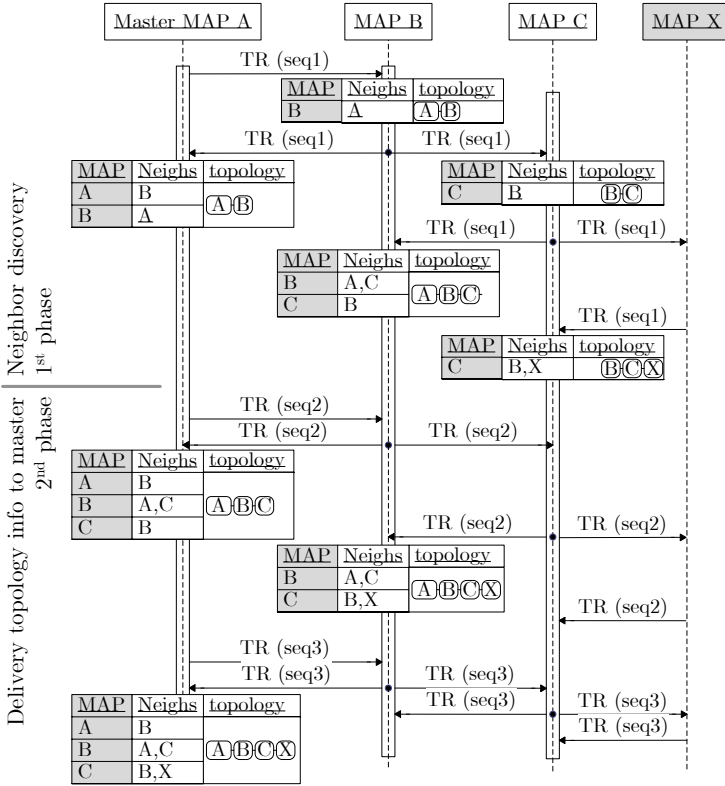 Master MAP A MAP B MAP C MAP X
TR (seq1)
MAP Neighs topology
B A A B
TR (seq1) TR (seq1)
MAP Neighs topology
A B
B A
A B
MAP Neighs topology
C B B C
TR (seq1) TR (seq1)
MAP Neighs topology
B A,C
C B
A B C
TR (seq1)
MAP Neighs topology
C B,X B C X
Neighbor discovery
1st phase
TR (seq2)
TR (seq2) TR (seq2)
MAP Neighs topology
A B
B A,C
C B
A B C
TR (seq2) TR (seq2)
MAP Neighs topology
B A,C
C B,X
A B C X
TR (seq2)
Delivery topology info to master
2nd phase
TR (seq3)
TR (seq3) TR (seq3)
TR (seq3) TR (seq3)
TR (seq3)
MAP Neighs topology
A B
B A,C
C B,X
A B C X